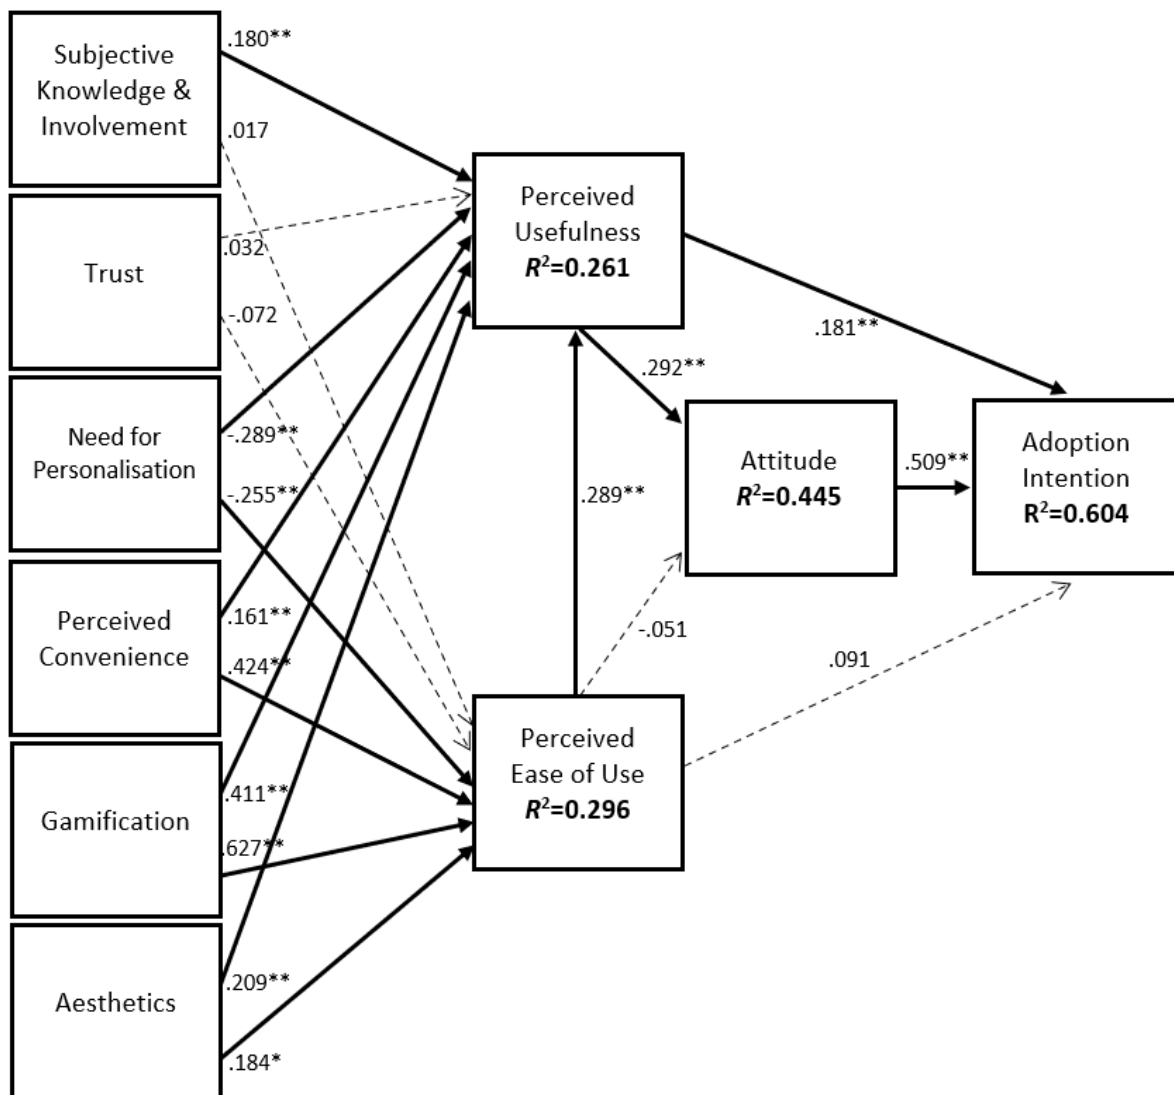 Subjective
Knowledge &
Involvement
.180**
.017
Trust
.032
-.072
Need for
Personalisation
-.289**
-.255**
Perceived
Convenience
.161**
.424**
Gamification
.411**
.627**
Aesthetics
.209**
.184*
Perceived
Usefulness
R²=0.261
.289**
Perceived
Ease of Use
R²=0.296
.292**
-.051
.181**
.091
Attitude
R²=0.445
.509**
Adoption
Intention
R²=0.604